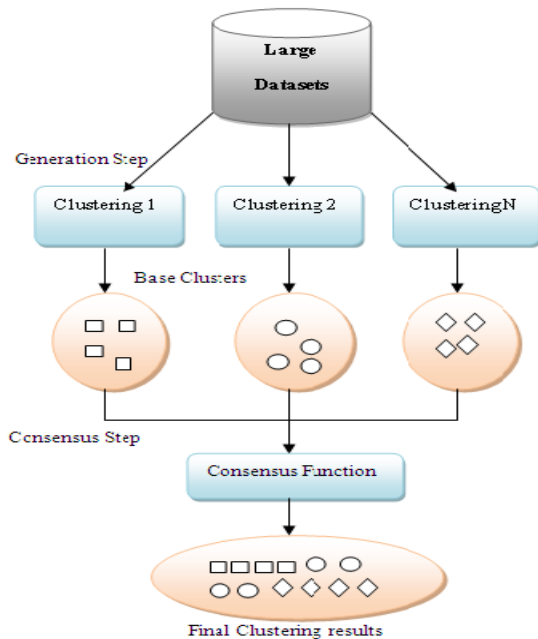 Large
Datasets
Generation Step
Clustering 1
Clustering 2
ClusteringN
Base Clusters
Consensus Step
Consensus Function
Final Clustering results